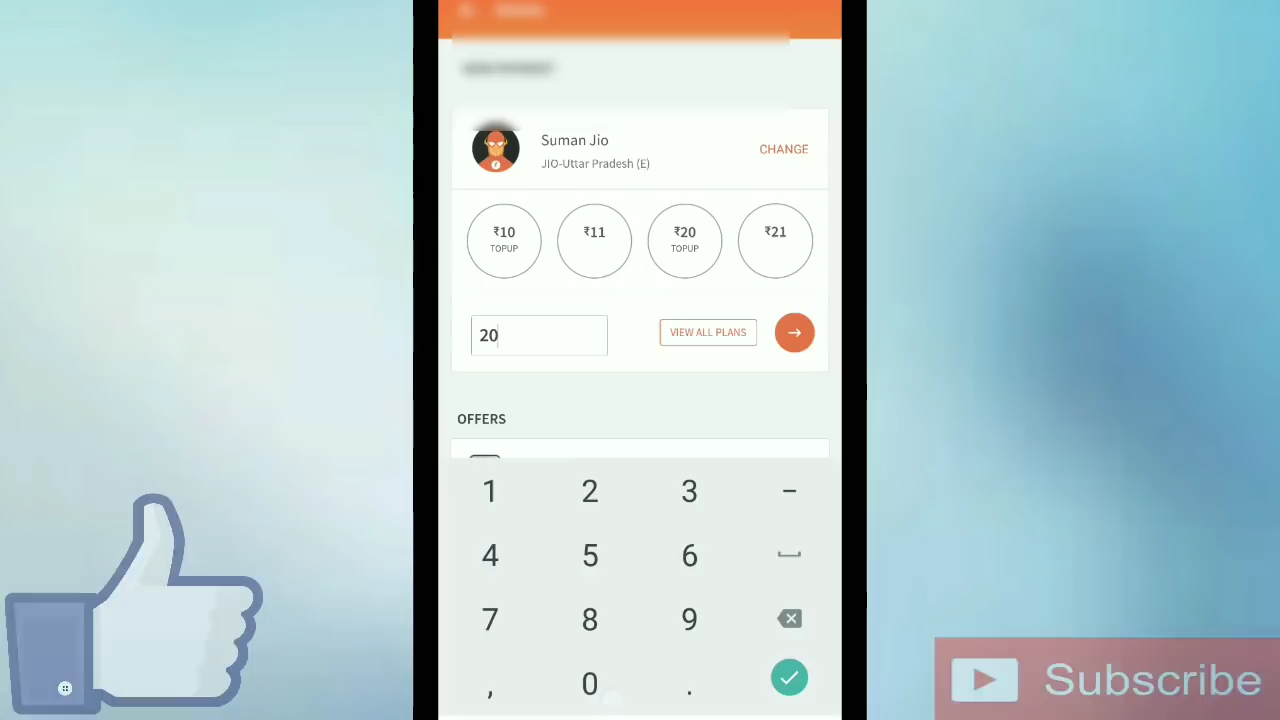 Suman Jio
JIO-Uttar Pradesh (E)
CHANGE
₹10
TOPUP
₹11
₹20
TOPUP
₹21
20
VIEW ALL PLANS
OFFERS
1 2 3 -
4 5 6
7 8 9
, 0 .
Subscribe